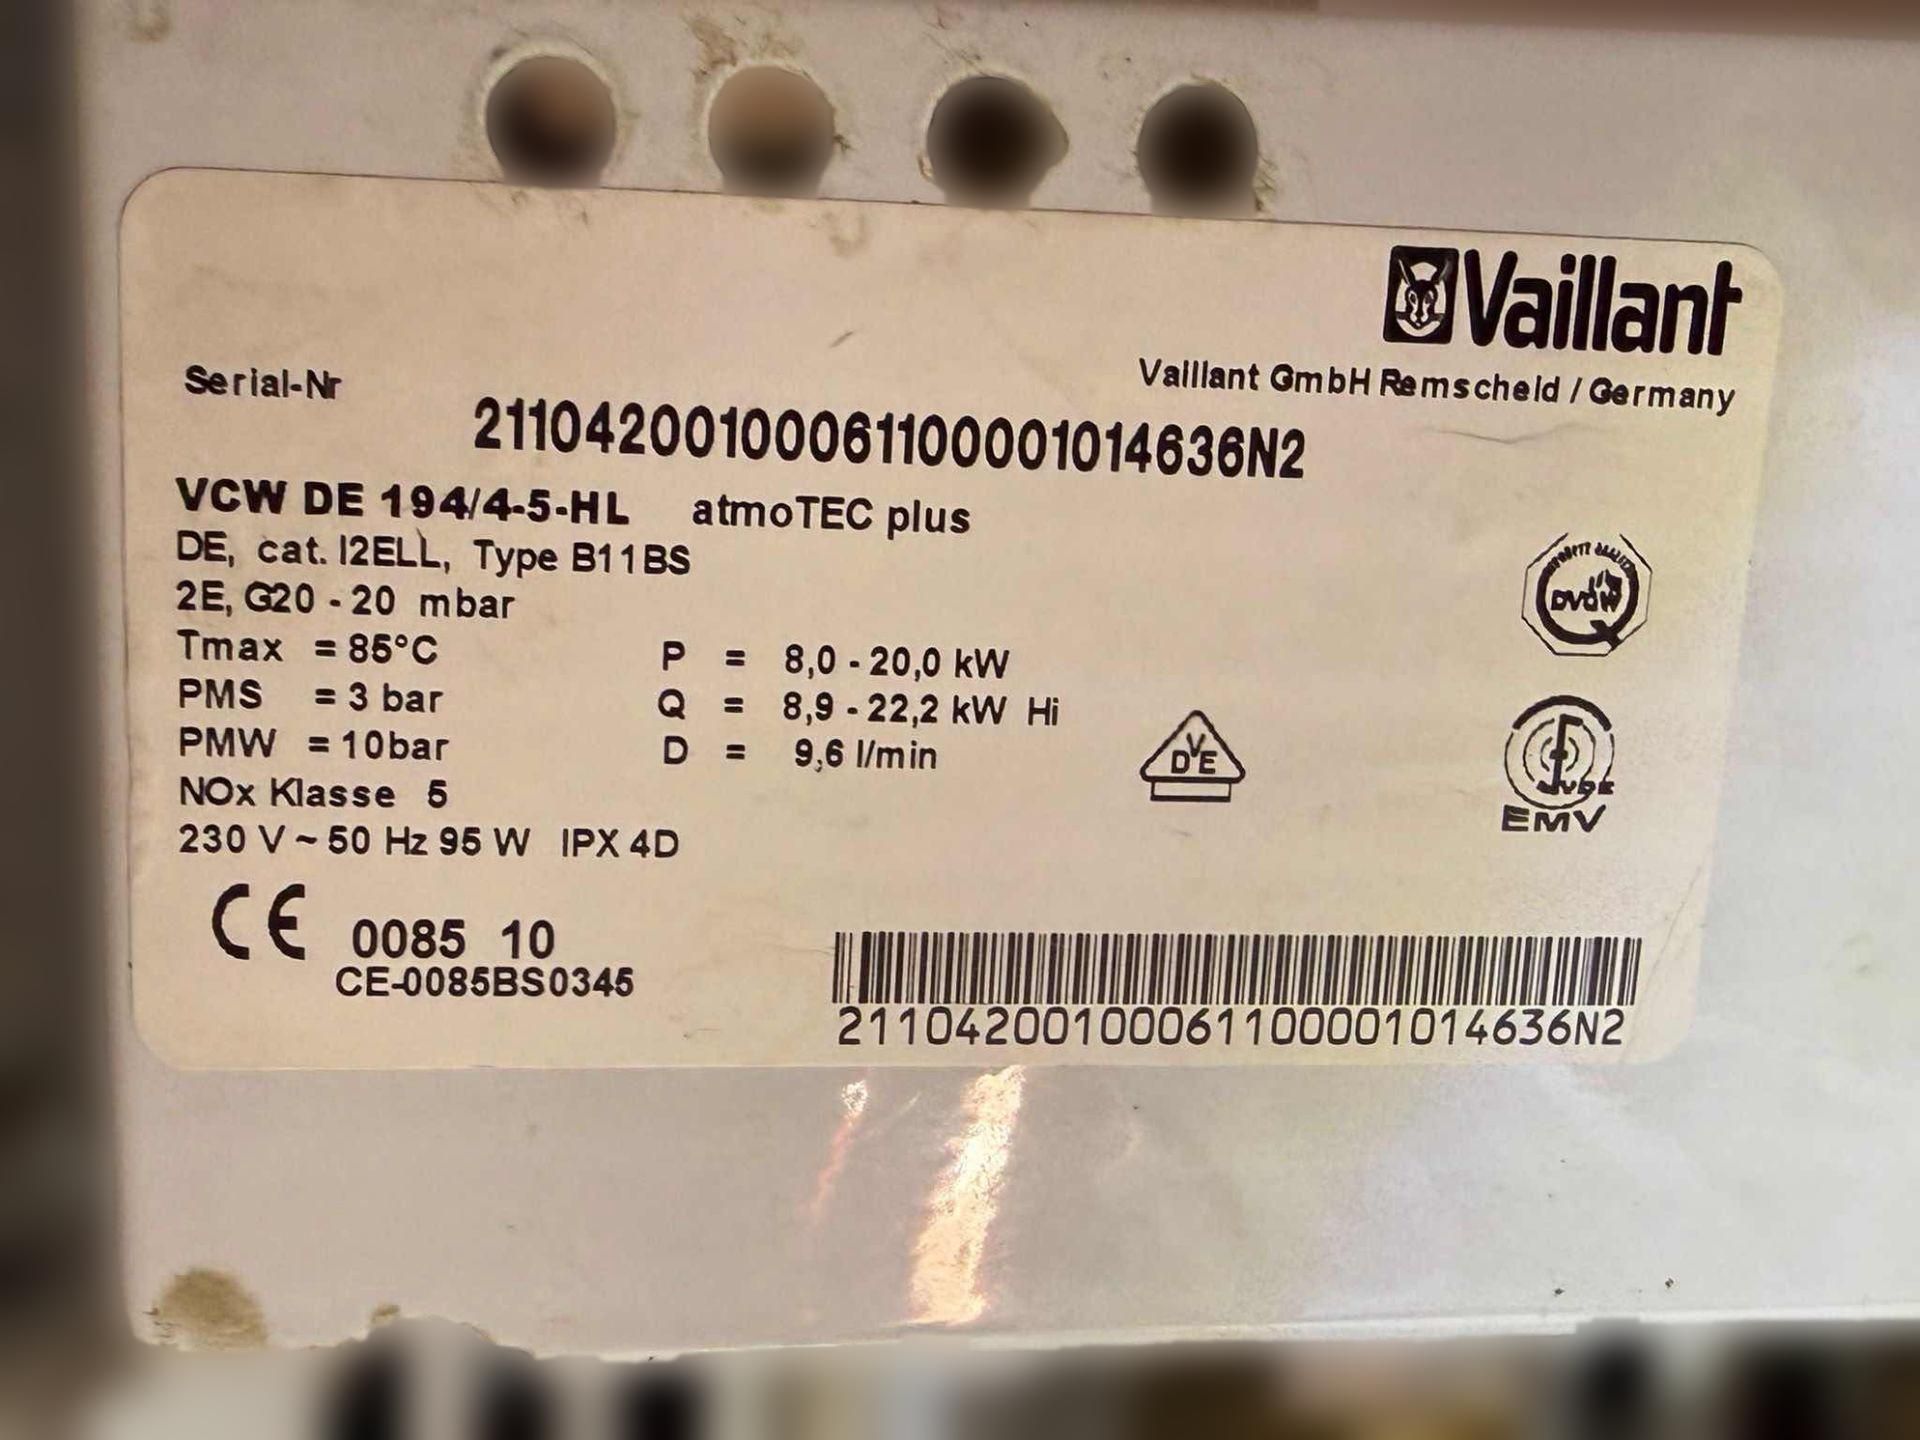 Vaillant
Vaillant GmbH Remscheld / Germany
Serial-Nr
21104200100061100001014636N2
VCW DE 194/4-5-HL atmoTEC plus
DE, cat. I2ELL, Type B11BS
2E, G20 - 20 mbar
Tmax = 85°C
PMS = 3 bar
PMW = 10bar
NOx Klasse 5
230 V ~ 50 Hz 95 W IPX 4D
P = 8,0 - 20,0 kW
Q = 8,9 - 22,2 kW Hi
D = 9,6 l/min
DVE
DVGW
EMV
CE 0085 10
CE-0085BS0345
21104200100061100001014636N2